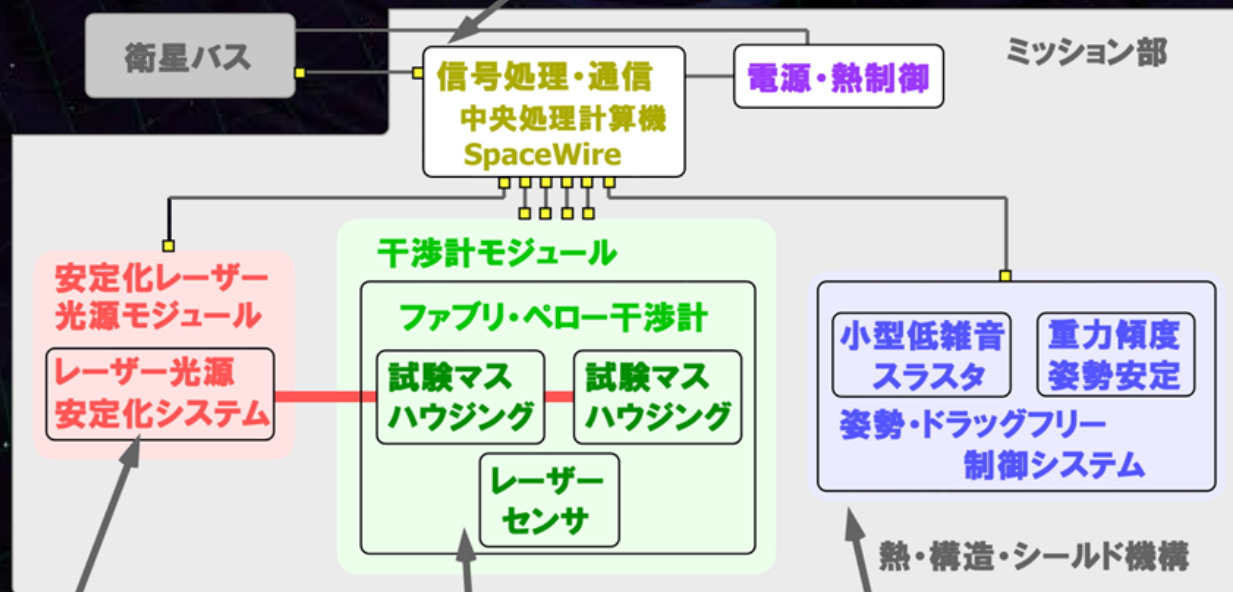 衛星バス
ミッション部
信号処理・通信
中央処理計算機
SpaceWire
電源・熱制御
安定化レーザー
光源モジュール
レーザー光源
安定化システム
干渉計モジュール
ファブリ・ペロー干渉計
試験マス
ハウジング
試験マス
ハウジング
レーザー
センサ
小型低雑音
スラスタ
重力傾度
姿勢安定
姿勢・ドラッグフリー
制御システム
熱・構造・シールド機構